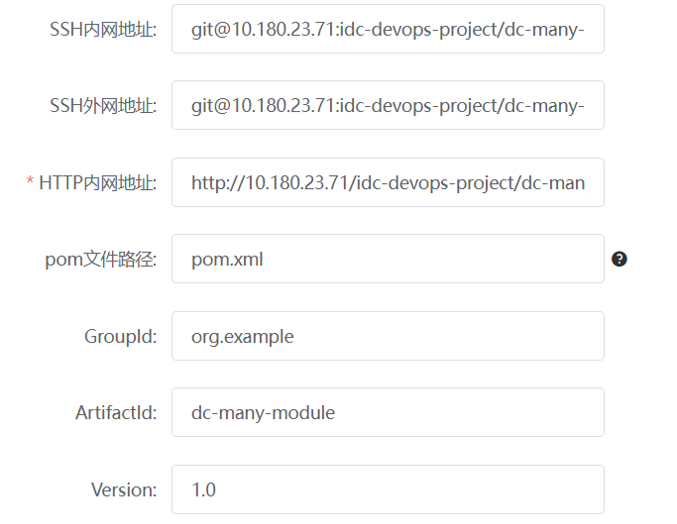 SSH内网地址: git@10.180.23.71:idc-devops-project/dc-many-
SSH外网地址: git@10.180.23.71:idc-devops-project/dc-many-
* HTTP内网地址: http://10.180.23.71/idc-devops-project/dc-man
pom文件路径: pom.xml ?
GroupId: org.example
ArtifactId: dc-many-module
Version: 1.0